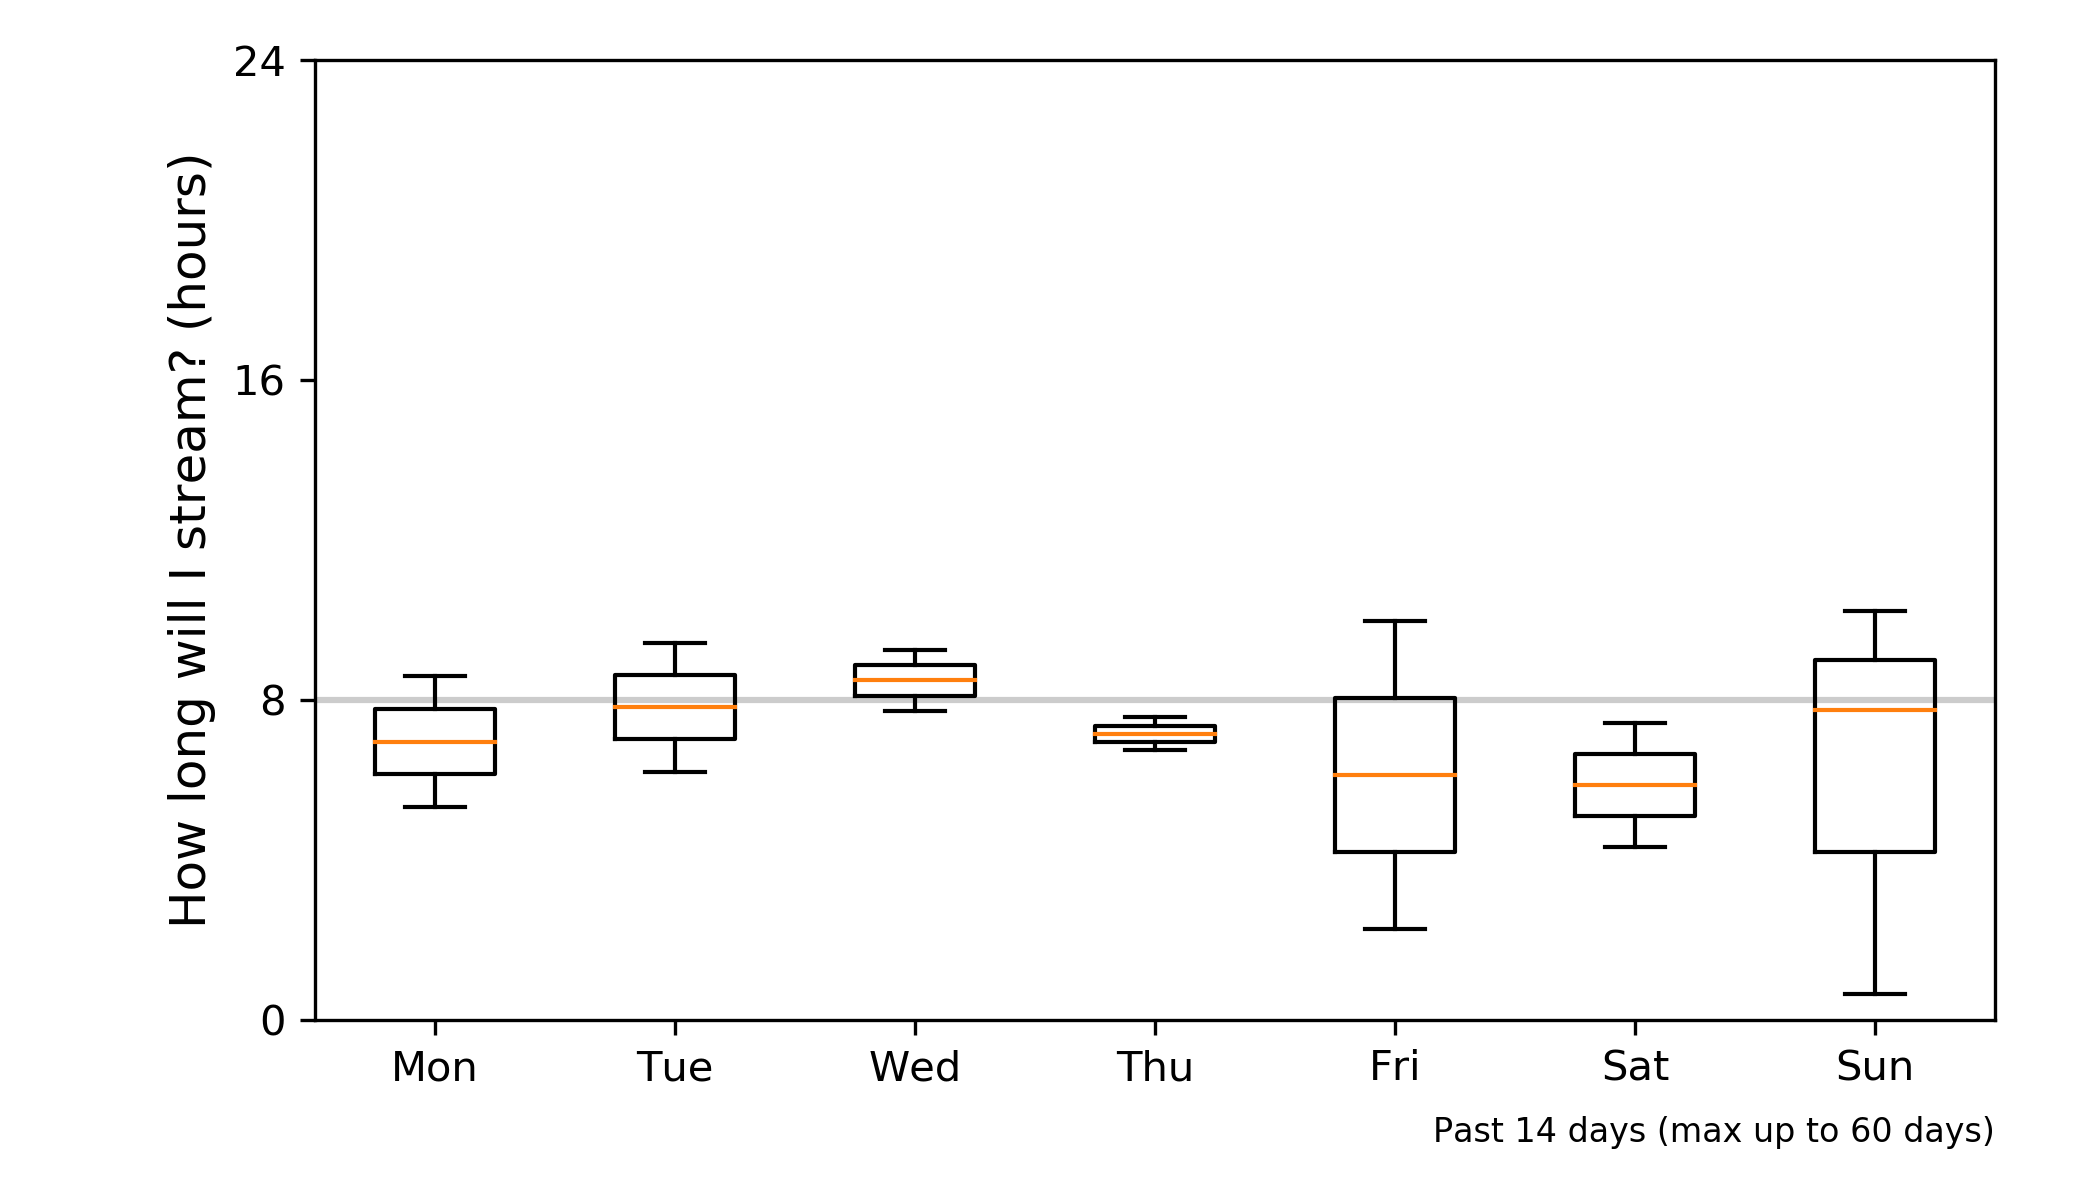 How long will I stream? (hours)
24
16
8
0
Mon Tue Wed Thu Fri Sat Sun
Past 14 days (max up to 60 days)